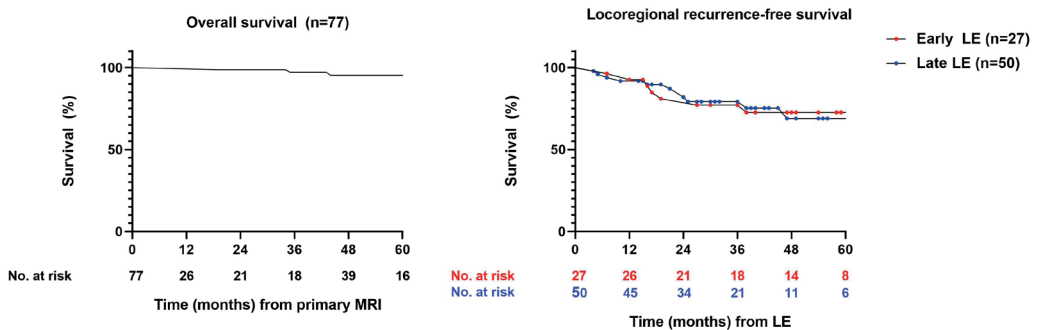 Overall survival (n=77)
Survival (%)
100
50
0
0 12 24 36 48 60
No. at risk 77 26 21 18 39 16
Time (months) from primary MRI
Locoregional recurrence-free survival
Survival (%)
100
50
0
0 12 24 36 48 60
No. at risk 27 26 21 18 14 8
No. at risk 50 45 34 21 11 6
Time (months) from LE
Early LE (n=27)
Late LE (n=50)